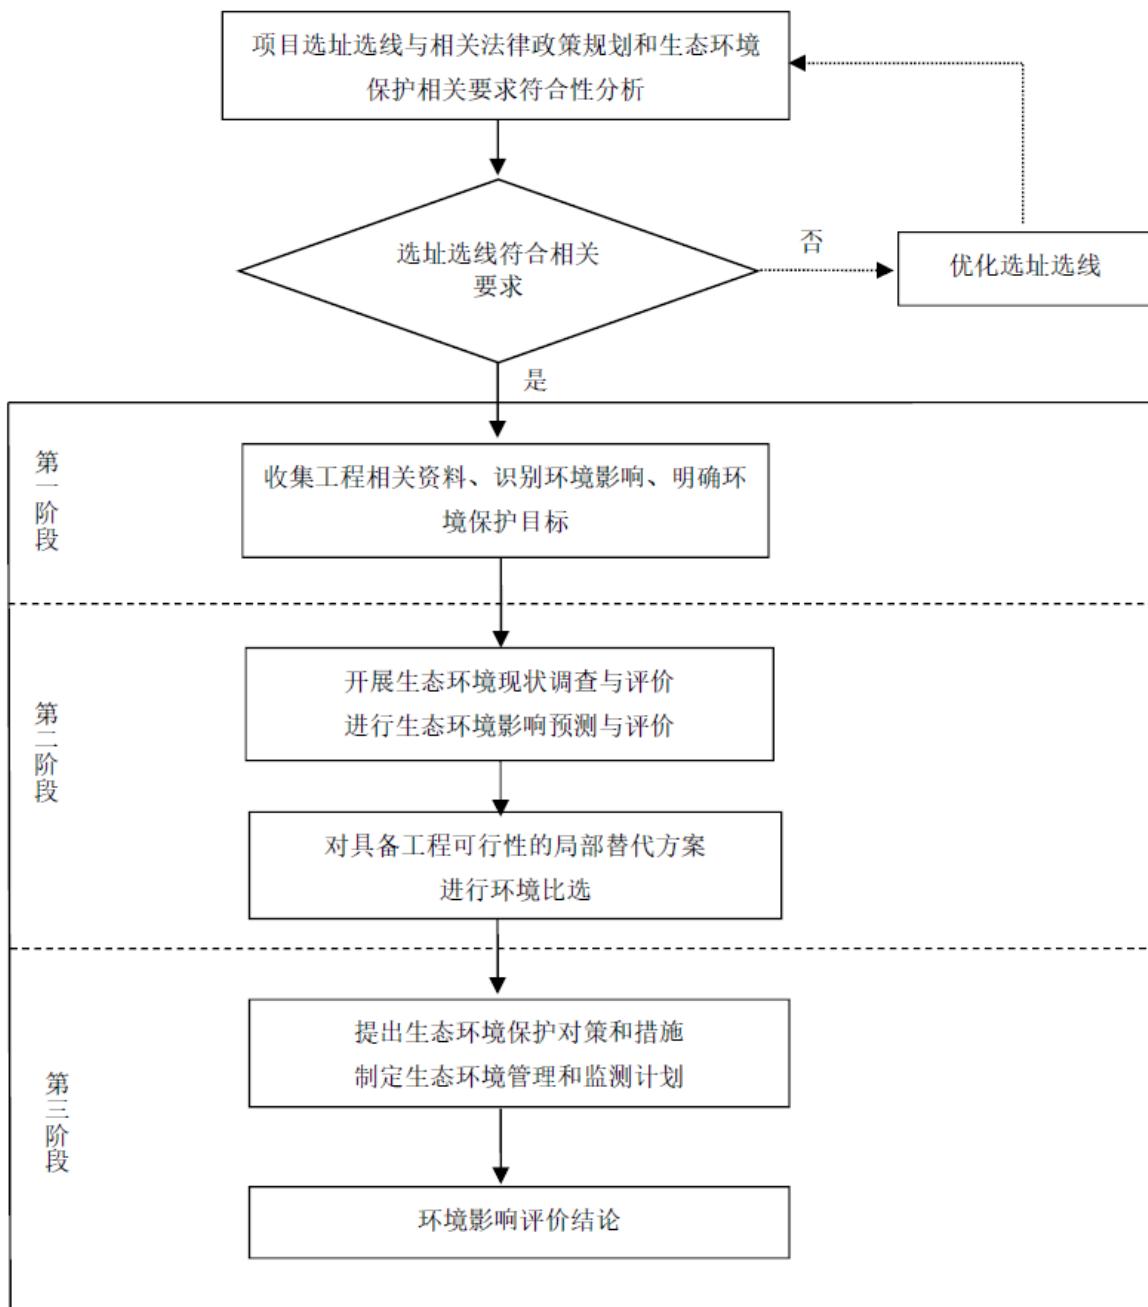 项目选址选线与相关法律政策规划和生态环境
保护相关要求符合性分析
选址选线符合相关
要求
否
优化选址选线
是
第一阶段
收集工程相关资料、识别环境影响、明确环
境保护目标
第二阶段
开展生态环境现状调查与评价
进行生态环境影响预测与评价
对具备工程可行性的局部替代方案
进行环境比选
第三阶段
提出生态环境保护对策和措施
制定生态环境管理和监测计划
环境影响评价结论